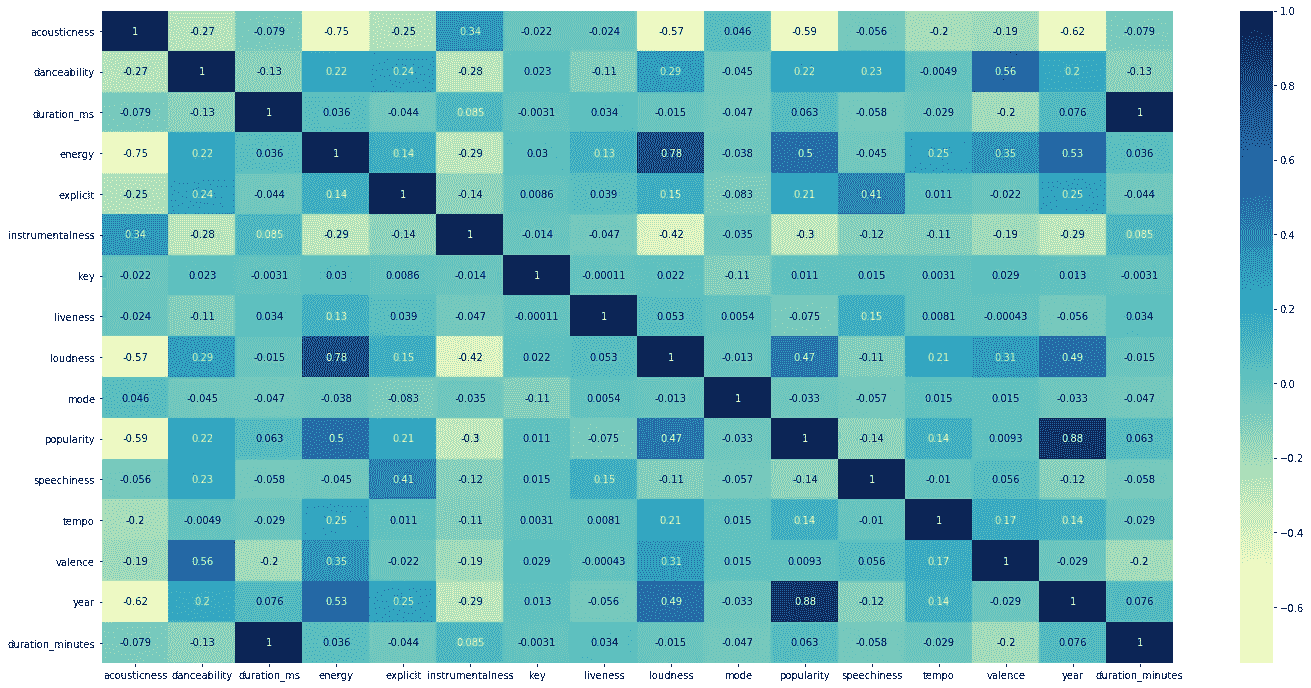 acousticness 1 -0.27 -0.079 -0.75 -0.25 0.34 -0.022 -0.024 -0.57 0.046 -0.59 -0.056 -0.2 -0.19 -0.62 -0.079
danceability -0.27 1 -0.13 0.22 0.24 -0.28 0.023 -0.11 0.29 -0.045 0.22 0.23 -0.0049 0.56 0.2 -0.13
duration_ms -0.079 -0.13 1 0.036 -0.044 0.085 -0.0031 0.034 -0.015 -0.047 0.063 -0.058 -0.029 -0.2 0.076 1
energy -0.75 0.22 0.036 1 0.14 -0.29 0.03 0.13 0.78 -0.038 0.5 -0.045 0.25 0.35 0.53 0.036
explicit -0.25 0.24 -0.044 0.14 1 -0.14 0.0086 0.039 0.15 -0.083 0.21 0.41 0.011 -0.022 0.25 -0.044
instrumentalness 0.34 -0.28 0.085 -0.29 -0.14 1 -0.014 -0.047 -0.42 -0.035 -0.3 -0.12 -0.11 -0.19 -0.29 0.085
key -0.022 0.023 -0.0031 0.03 0.0086 -0.014 1 -0.00011 0.022 -0.11 0.011 0.015 0.0031 0.029 0.013 -0.0031
liveness -0.024 -0.11 0.034 0.13 0.039 -0.047 -0.00011 1 0.053 0.0054 -0.075 0.15 0.0081 -0.00043 -0.056 0.034
loudness -0.57 0.29 -0.015 0.78 0.15 -0.42 0.022 0.053 1 -0.013 0.47 -0.11 0.21 0.31 0.49 -0.015
mode 0.046 -0.045 -0.047 -0.038 -0.083 -0.035 -0.11 0.0054 -0.013 1 -0.033 -0.057 0.015 0.015 -0.033 -0.047
popularity -0.59 0.22 0.063 0.5 0.21 -0.3 0.011 -0.075 0.47 -0.033 1 -0.14 0.14 0.0093 0.88 0.063
speechiness -0.056 0.23 -0.058 -0.045 0.41 -0.12 0.015 0.15 -0.11 -0.057 -0.14 1 -0.01 0.056 -0.12 -0.058
tempo -0.2 -0.0049 -0.029 0.25 0.011 -0.11 0.0031 0.0081 0.21 0.015 0.14 -0.01 1 0.17 0.14 -0.029
valence -0.19 0.56 -0.2 0.35 -0.022 -0.19 0.029 -0.00043 0.31 0.015 0.0093 0.056 0.17 1 -0.029 -0.2
year -0.62 0.2 0.076 0.53 0.25 -0.29 0.013 -0.056 0.49 -0.033 0.88 -0.12 0.14 -0.029 1 0.076
duration_minutes -0.079 -0.13 1 0.036 -0.044 0.085 -0.0031 0.034 -0.015 -0.047 0.063 -0.058 -0.029 -0.2 0.076 1
acousticness danceability duration_ms energy explicit instrumentalness key liveness loudness mode popularity speechiness tempo valence year duration_minutes
1.0
0.8
0.6
0.4
0.2
0.0
−0.2
−0.4
−0.6